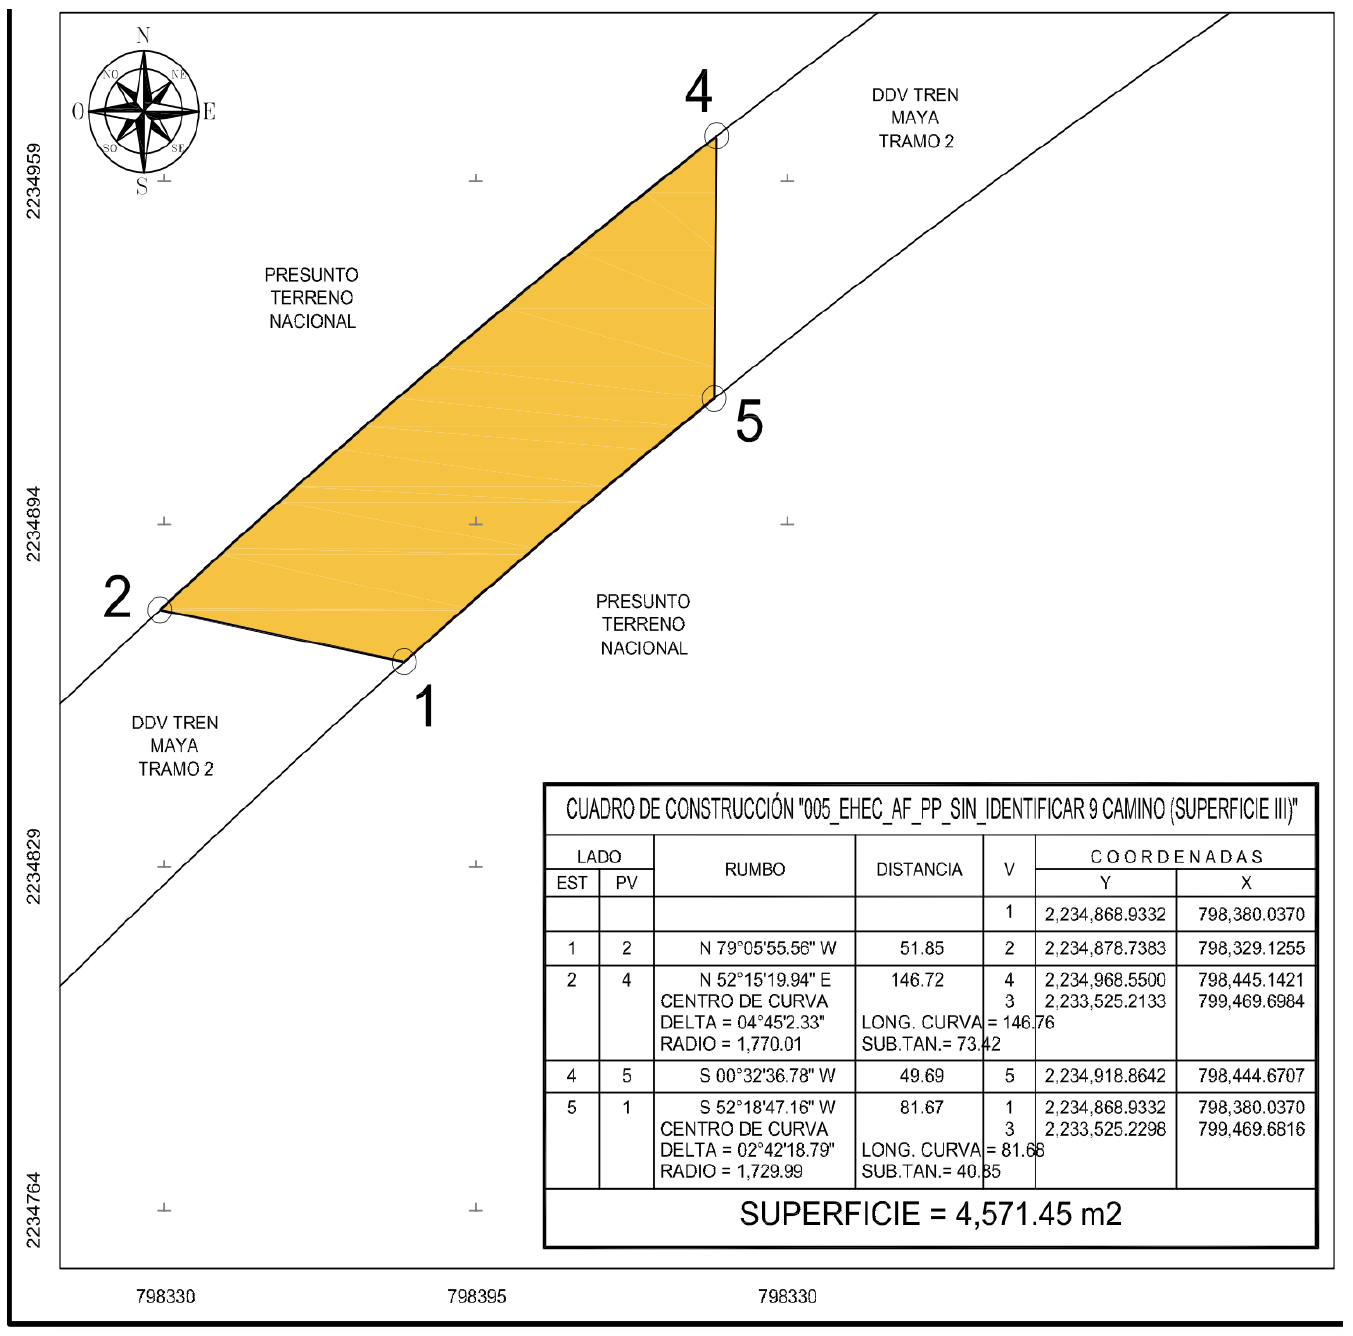 N
NO
NE
O
E
SO
SE
S
4
DDV TREN
MAYA
TRAMO 2
2234959
PRESUNTO
TERRENO
NACIONAL
5
2234894
2
PRESUNTO
TERRENO
NACIONAL
1
DDV TREN
MAYA
TRAMO 2
2234829
2234764
CUADRO DE CONSTRUCCIÓN "005_EHEC_AF_PP_SIN_IDENTIFICAR 9 CAMINO (SUPERFICIE III)"
LADO RUMBO DISTANCIA V COORDENADAS
EST PV Y X
1 2,234,868.9332 798,380.0370
1 2 N 79°05'55.56" W 51.85 2 2,234,878.7383 798,329.1255
2 4 N 52°15'19.94" E 146.72 4 2,234,968.5500 798,445.1421
CENTRO DE CURVA 3 2,233,525.2133 799,469.6984
DELTA = 04°45'2.33" LONG. CURVA = 146.76
RADIO = 1,770.01 SUB.TAN.= 73.42
4 5 S 00°32'36.78" W 49.69 5 2,234,918.8642 798,444.6707
5 1 S 52°18'47.16" W 81.67 1 2,234,868.9332 798,380.0370
CENTRO DE CURVA 3 2,233,525.2298 799,469.6816
DELTA = 02°42'18.79" LONG. CURVA = 81.68
RADIO = 1,729.99 SUB.TAN.= 40.85
SUPERFICIE = 4,571.45 m2
798330 798395 798330